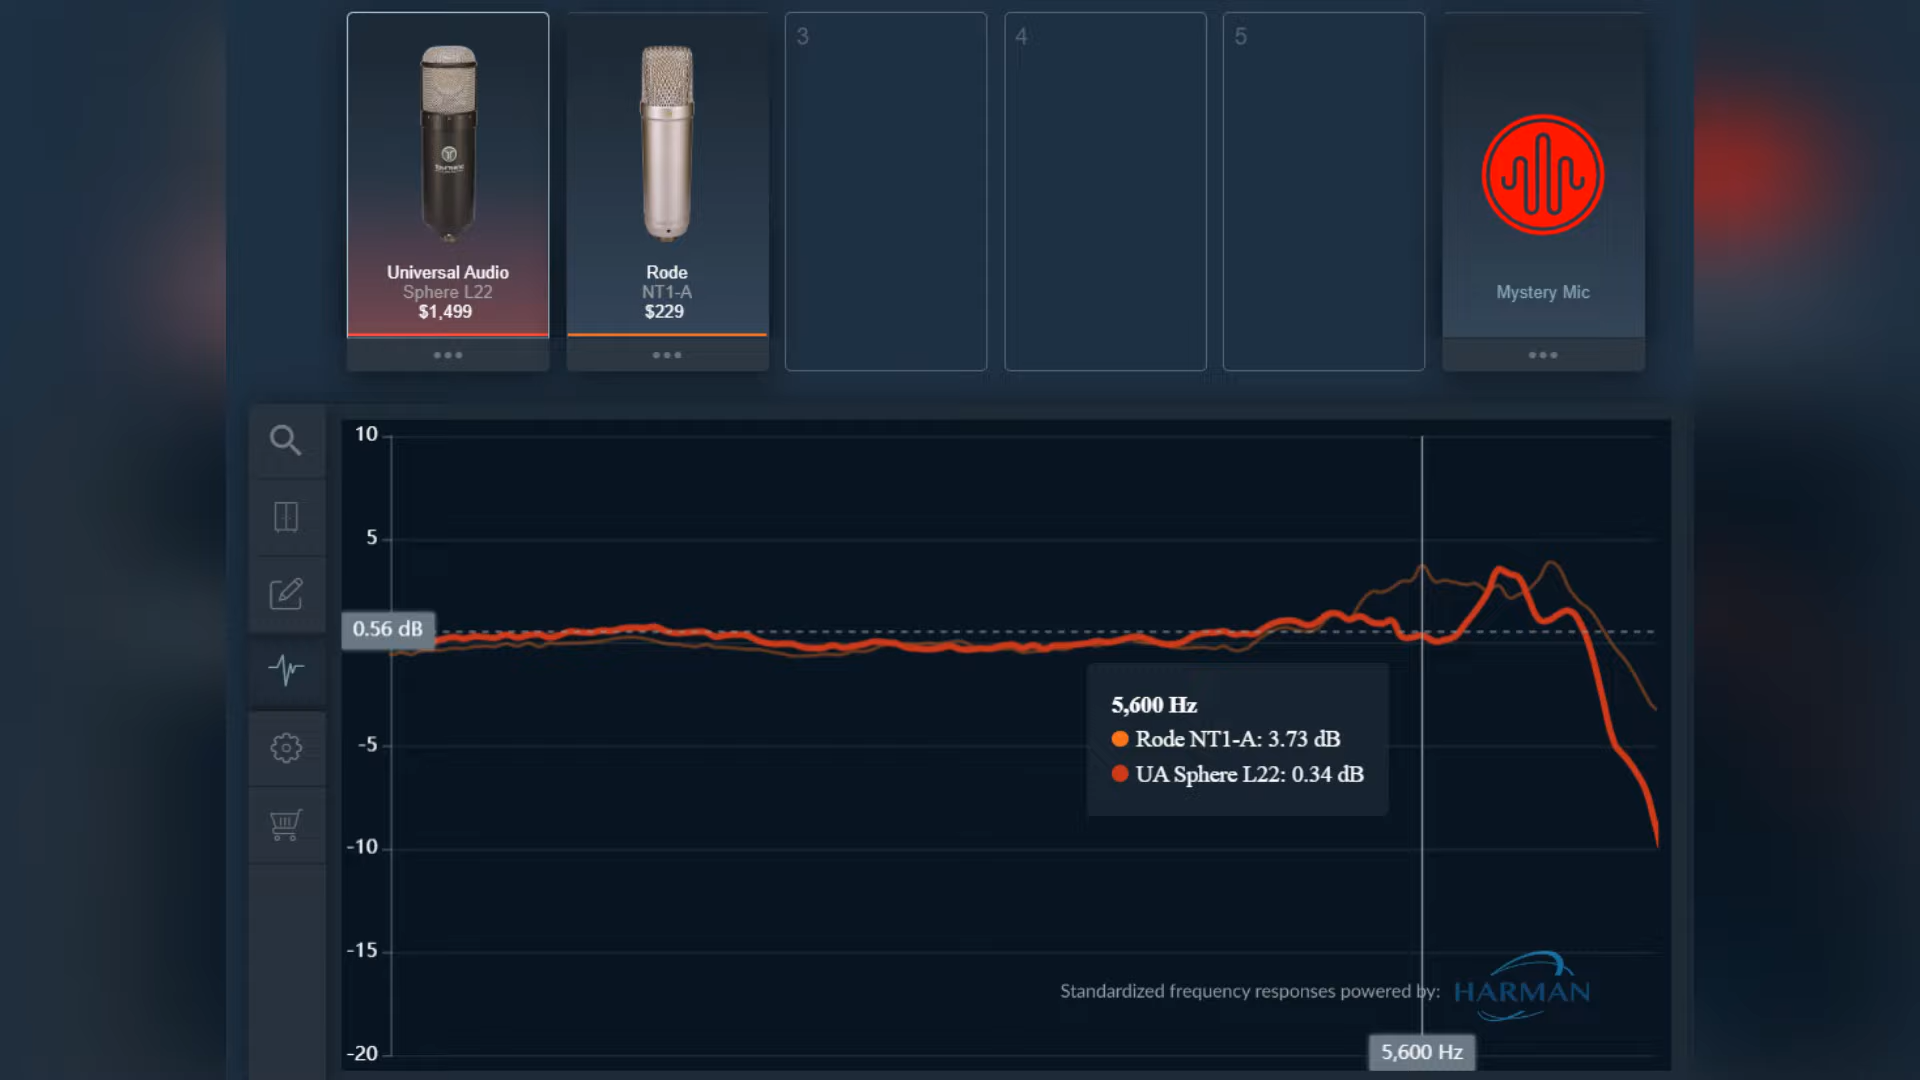 3
4
5
Universal Audio
Sphere L22
$1,499
Rode
NT1-A
$229
Mystery Mic
10
5
0.56 dB
-5
-10
-15
-20
5,600 Hz
Rode NT1-A: 3.73 dB
UA Sphere L22: 0.34 dB
Standardized frequency responses powered by:
HARMAN
5,600 Hz